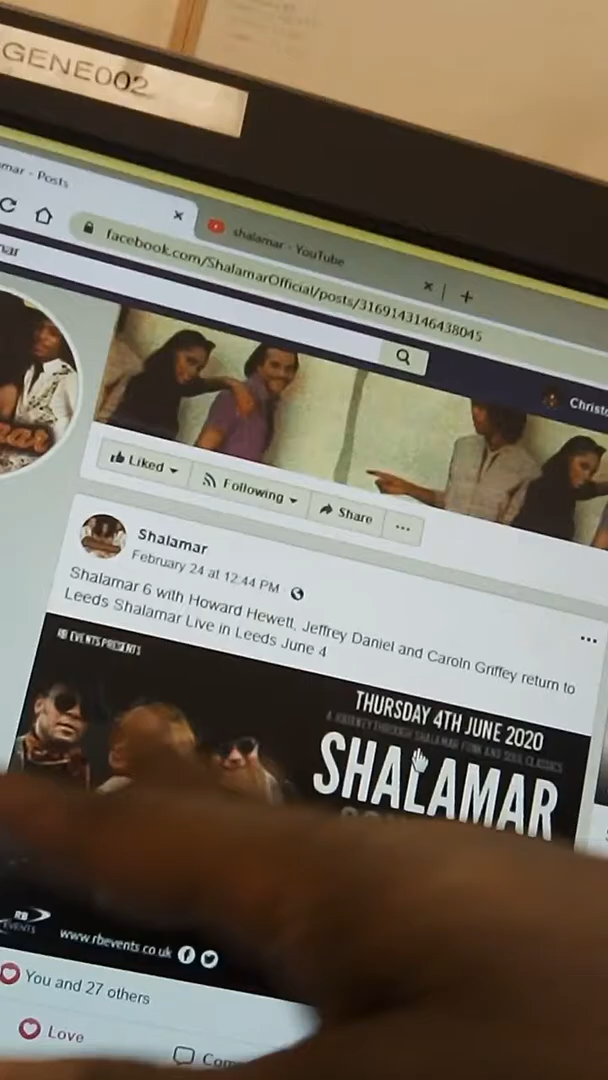 GENE002
mar - Posts
shalamar - YouTube
facebook.com/ShalamarOfficial/posts/3169143146438045
Liked
Following
Share
Shalamar
February 24 at 12:44 PM
Shalamar 6 with Howard Hewett, Jeffrey Daniel and Caroln Griffey return to
Leeds Shalamar Live in Leeds June 4
RB EVENTS PRESENTS
THURSDAY 4TH JUNE 2020
A JOURNEY THROUGH SHALAMAR FUNK AND SOUL CLASSICS
SHALAMAR
RB
EVENTS
www.rbevents.co.uk
You and 27 others
Love
Com